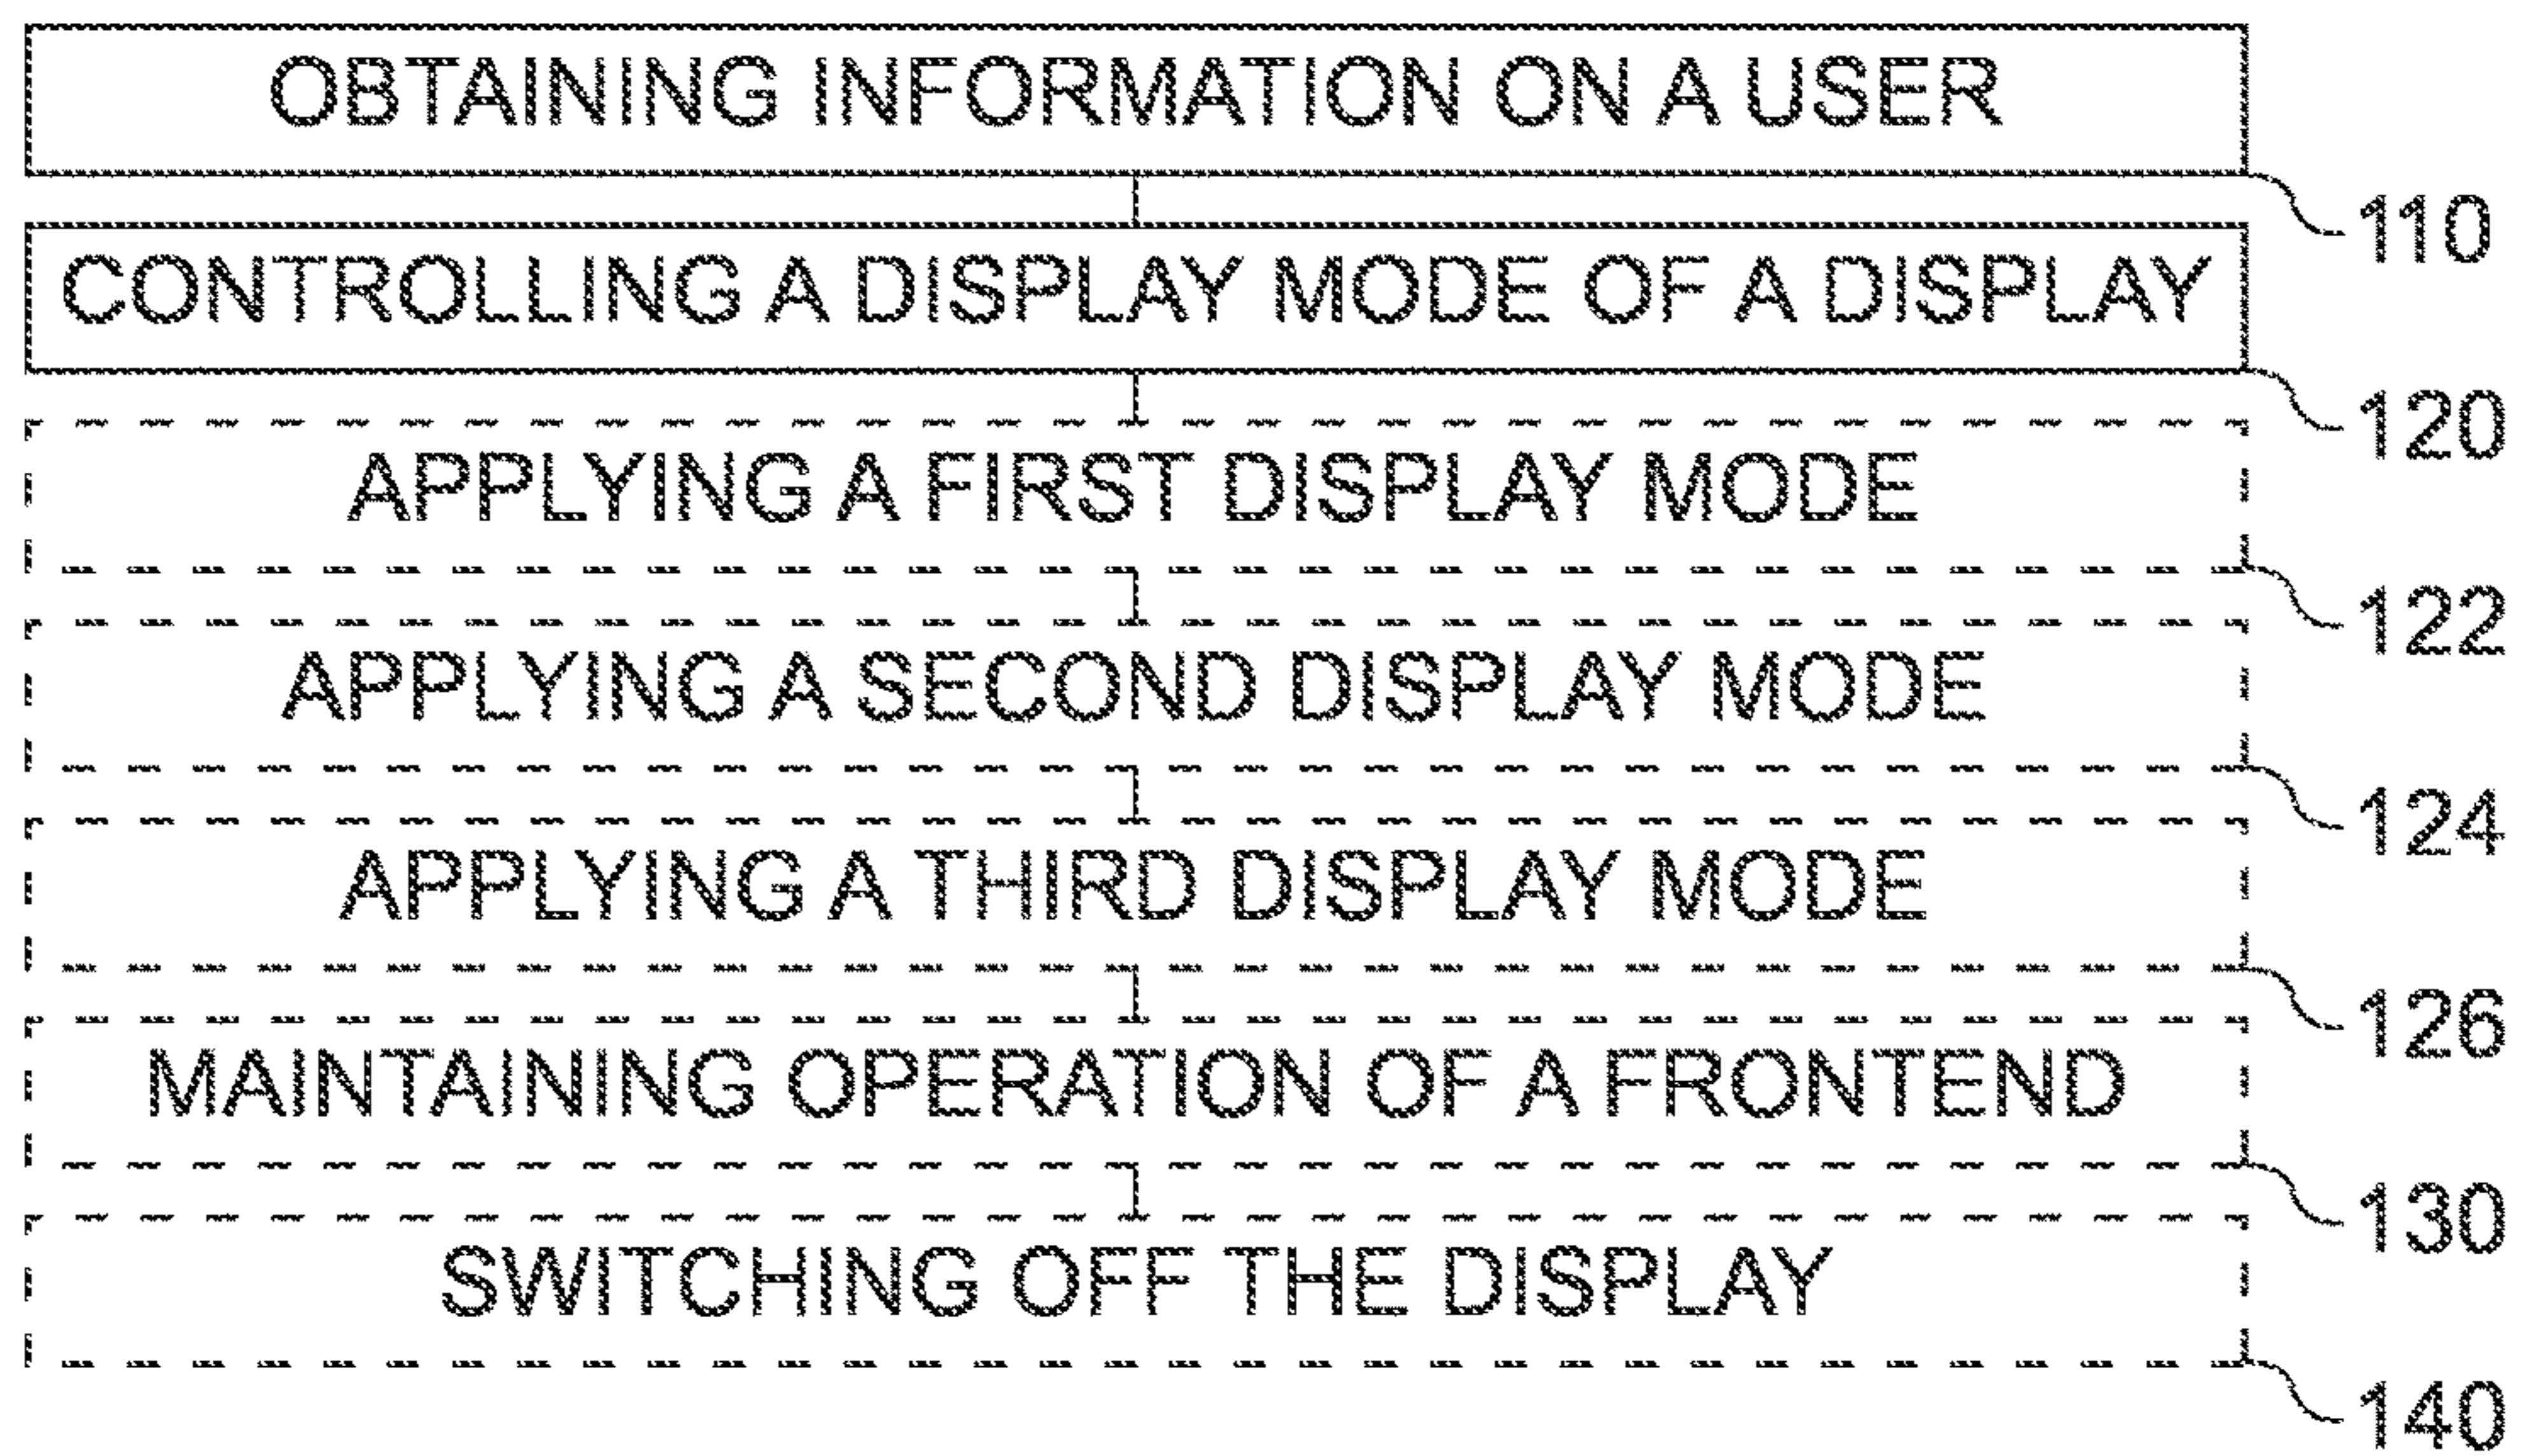 OBTAINING INFORMATION ON A USER
110
CONTROLLING A DISPLAY MODE OF A DISPLAY
120
APPLYING A FIRST DISPLAY MODE
122
APPLYING A SECOND DISPLAY MODE
124
APPLYING A THIRD DISPLAY MODE
126
MAINTAINING OPERATION OF A FRONTEND
130
SWITCHING OFF THE DISPLAY
140